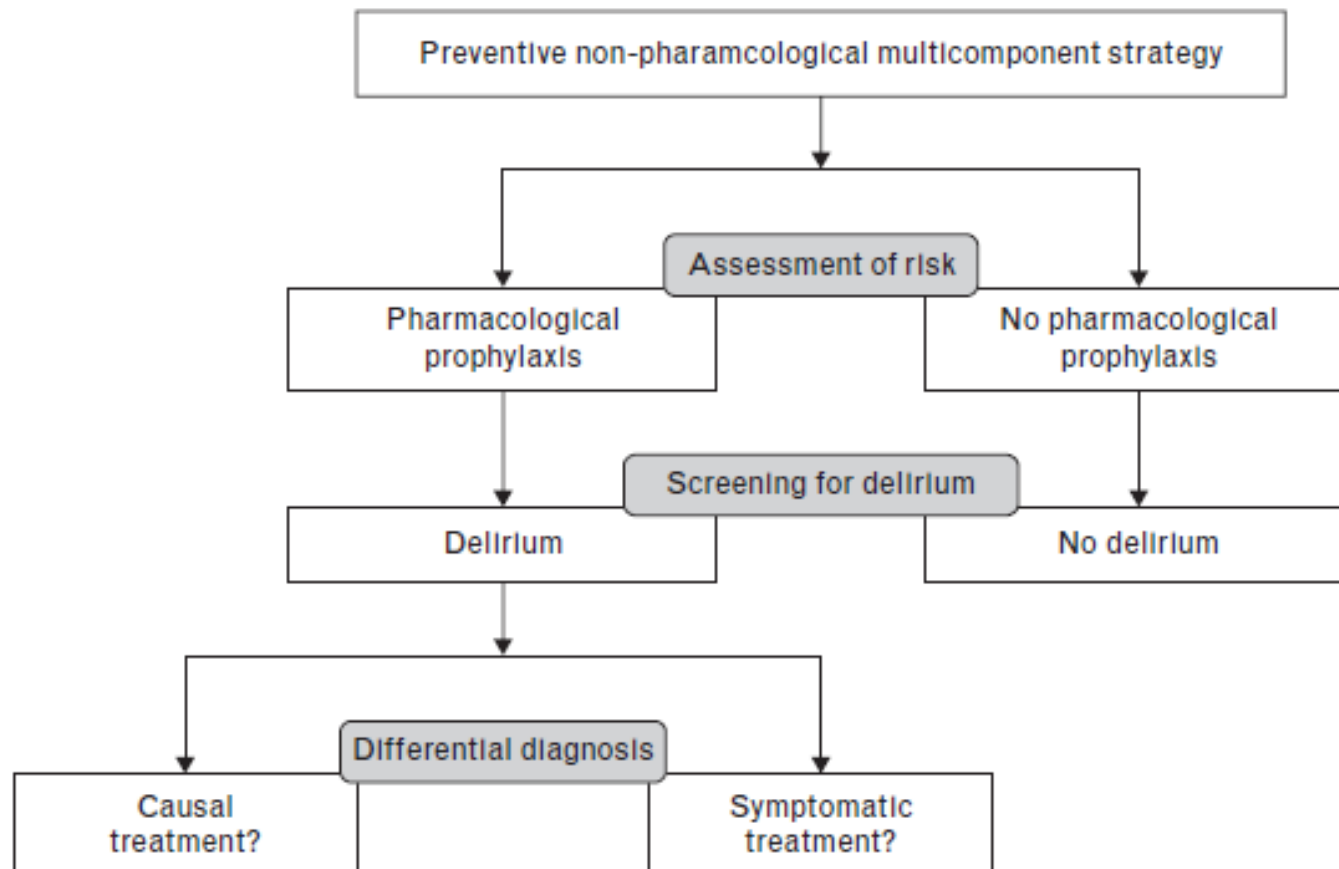 Preventive non-pharamcological multicomponent strategy
Assessment of risk
Pharmacological
prophylaxis
No pharmacological
prophylaxis
Screening for delirium
Delirium
No delirium
Differential diagnosis
Causal
treatment?
Symptomatic
treatment?